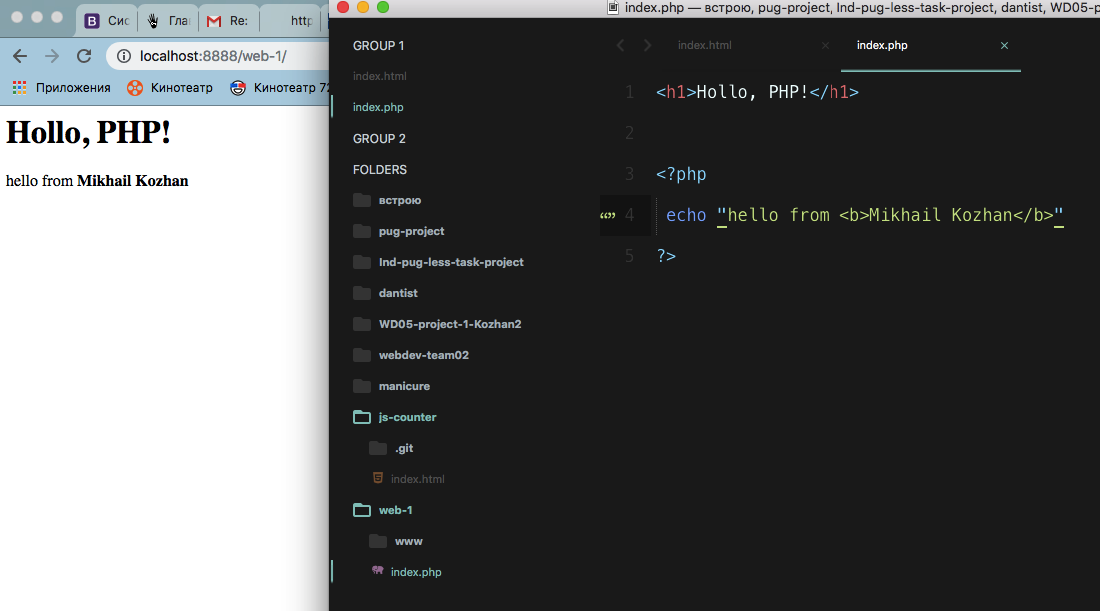 Сис
Гла
Re:
http
index.php — встрою, pug-project, lnd-pug-less-task-project, dantist, WD05-p
localhost:8888/web-1/
Приложения
Кинотеатр
Кинотеатр 72
Hollo, PHP!
hello from Mikhail Kozhan
GROUP 1
index.html
index.php
GROUP 2
FOLDERS
встрою
pug-project
lnd-pug-less-task-project
dantist
WD05-project-1-Kozhan2
webdev-team02
manicure
js-counter
.git
index.html
web-1
www
index.php
index.html
index.php
1 <h1>Hollo, PHP!</h1>
2
3 <?php
4 echo "hello from <b>Mikhail Kozhan</b>"
5 ?>